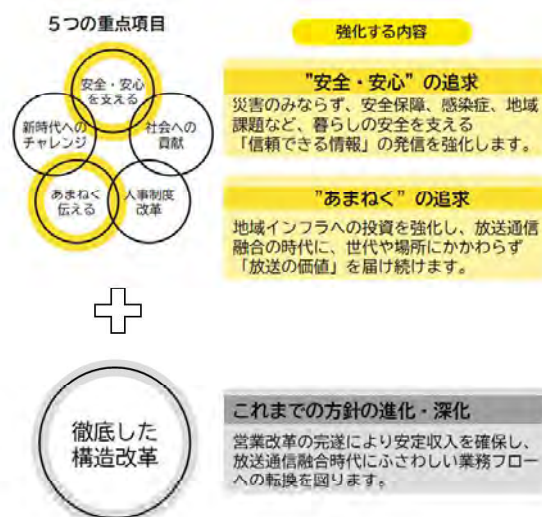 5つの重点項目
強化する内容
安全・安心
を支える
新時代への
チャレンジ
社会への
貢献
あまねく
伝える
人事制度
改革
"安全・安心" の追求
災害のみならず、安全保障、感染症、地域
課題など、暮らしの安全を支える
「信頼できる情報」の発信を強化します。
"あまねく" の追求
地域インフラへの投資を強化し、放送通信
融合の時代に、世代や場所にかかわらず
「放送の価値」を届け続けます。
徹底した
構造改革
これまでの方針の進化・深化
営業改革の完遂により安定収入を確保し、
放送通信融合時代にふさわしい業務フロー
への転換を図ります。